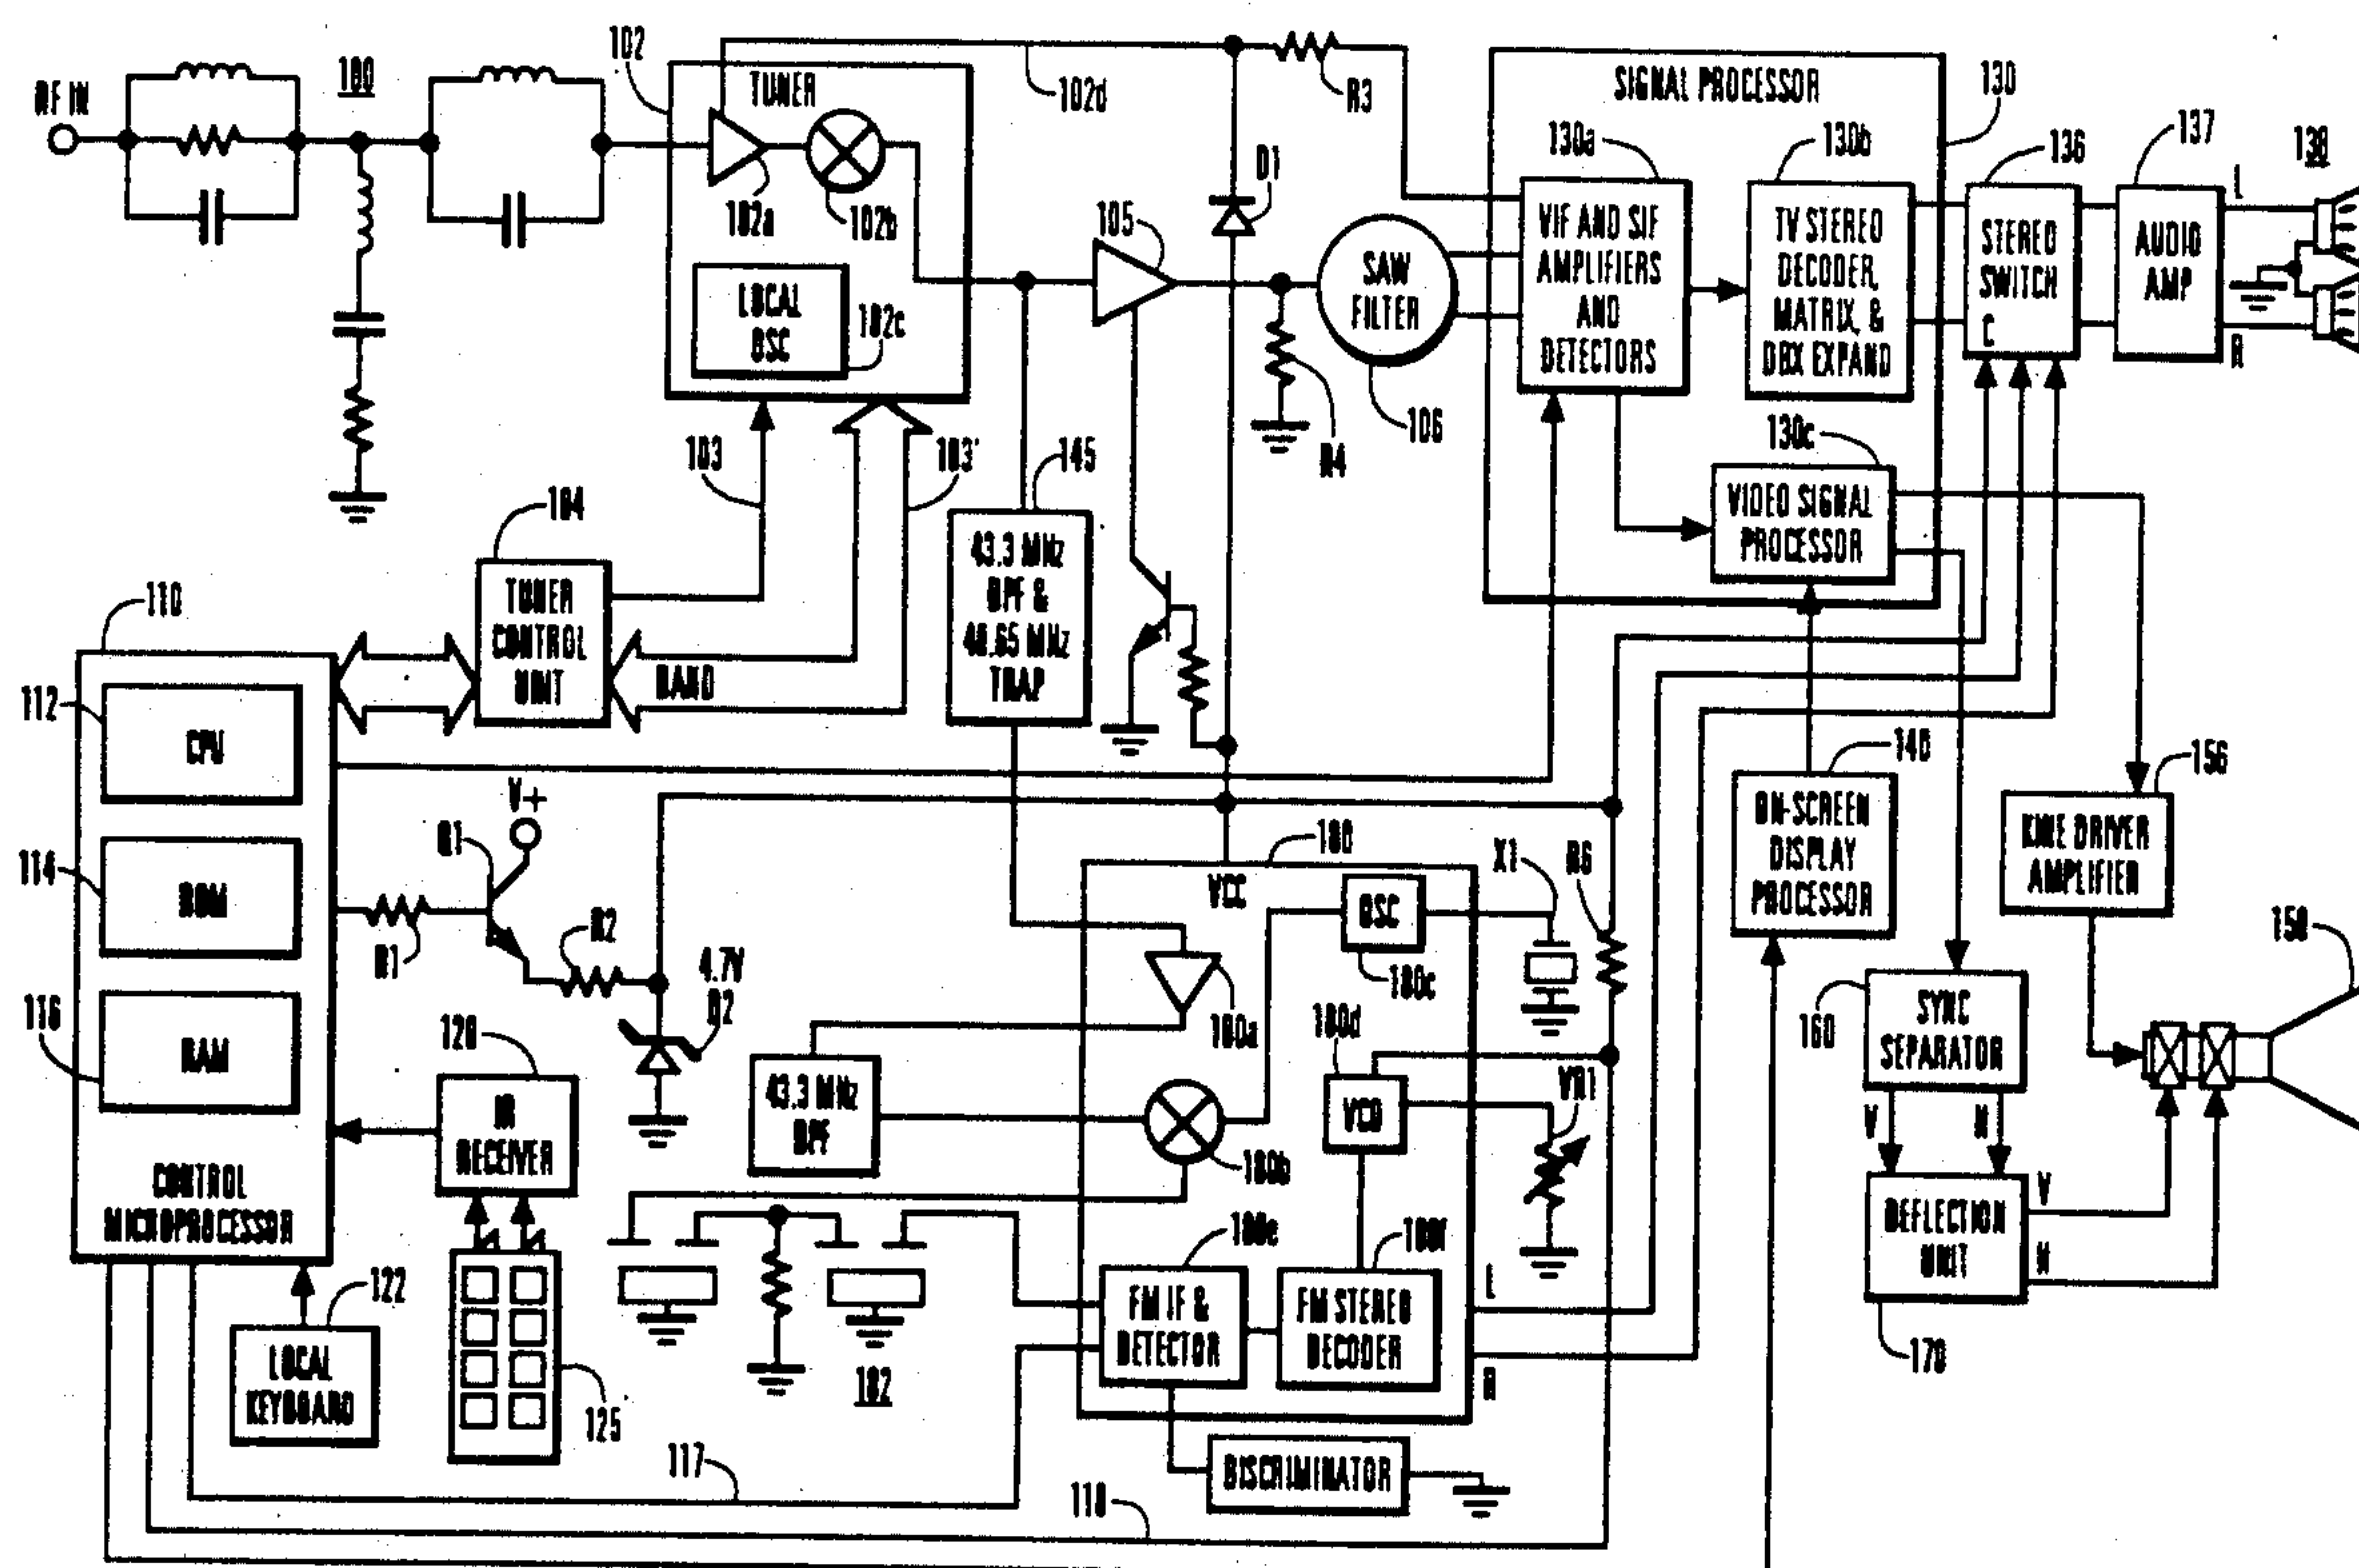 RF IN
100
102
TUNER
102a
102b
LOCAL
OSC
102c
102d
R3
D1
105
SAW
FILTER
106
R4
SIGNAL PROCESSOR
130
130a
VIF AND SIF
AMPLIFIERS
AND
DETECTORS
130b
TV STEREO
DECODER,
MATRIX, &
DBX EXPAND
136
STEREO
SWITCH
C
137
AUDIO
AMP
L
R
138
130c
VIDEO SIGNAL
PROCESSOR
103
103'
104
TUNER
CONTROL
UNIT
BAND
145
43.3 MHz
BPF &
48.65 MHz
TRAP
110
112
CPU
114
ROM
116
RAM
CONTROL
MICROPROCESSOR
V+
Q1
R1
R2
4.7V
D2
120
IR
RECEIVER
122
LOCAL
KEYBOARD
125
43.3 MHz
BPF
180
VCC
OSC
180c
X1
R6
180a
180d
VCO
VR1
180b
180e
FM IF &
DETECTOR
180f
FM STEREO
DECODER
L
R
182
DISCRIMINATOR
117
118
140
ON-SCREEN
DISPLAY
PROCESSOR
156
KINE DRIVER
AMPLIFIER
158
160
SYNC
SEPARATOR
V
H
DEFLECTION
UNIT
V
H
170